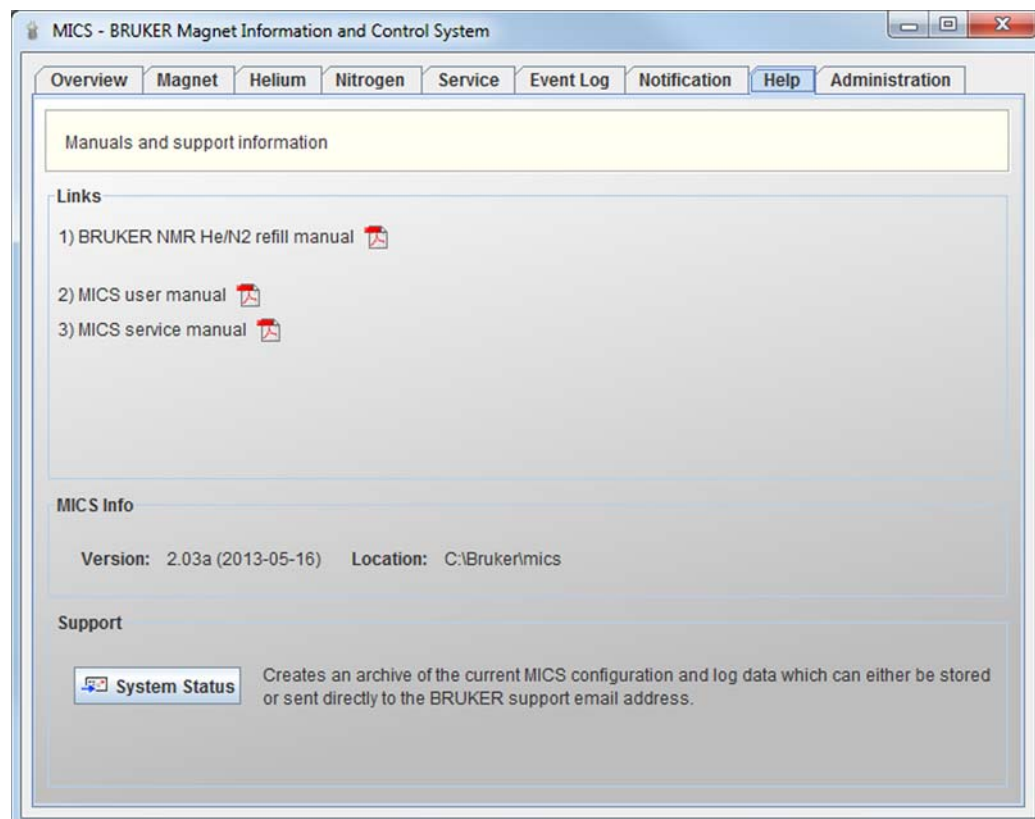 MICS - BRUKER Magnet Information and Control System
Overview Magnet Helium Nitrogen Service Event Log Notification Help Administration
Manuals and support information
Links
1) BRUKER NMR He/N2 refill manual
2) MICS user manual
3) MICS service manual
MICS Info
Version: 2.03a (2013-05-16) Location: C:\Bruker\mics
Support
System Status
Creates an archive of the current MICS configuration and log data which can either be stored
or sent directly to the BRUKER support email address.